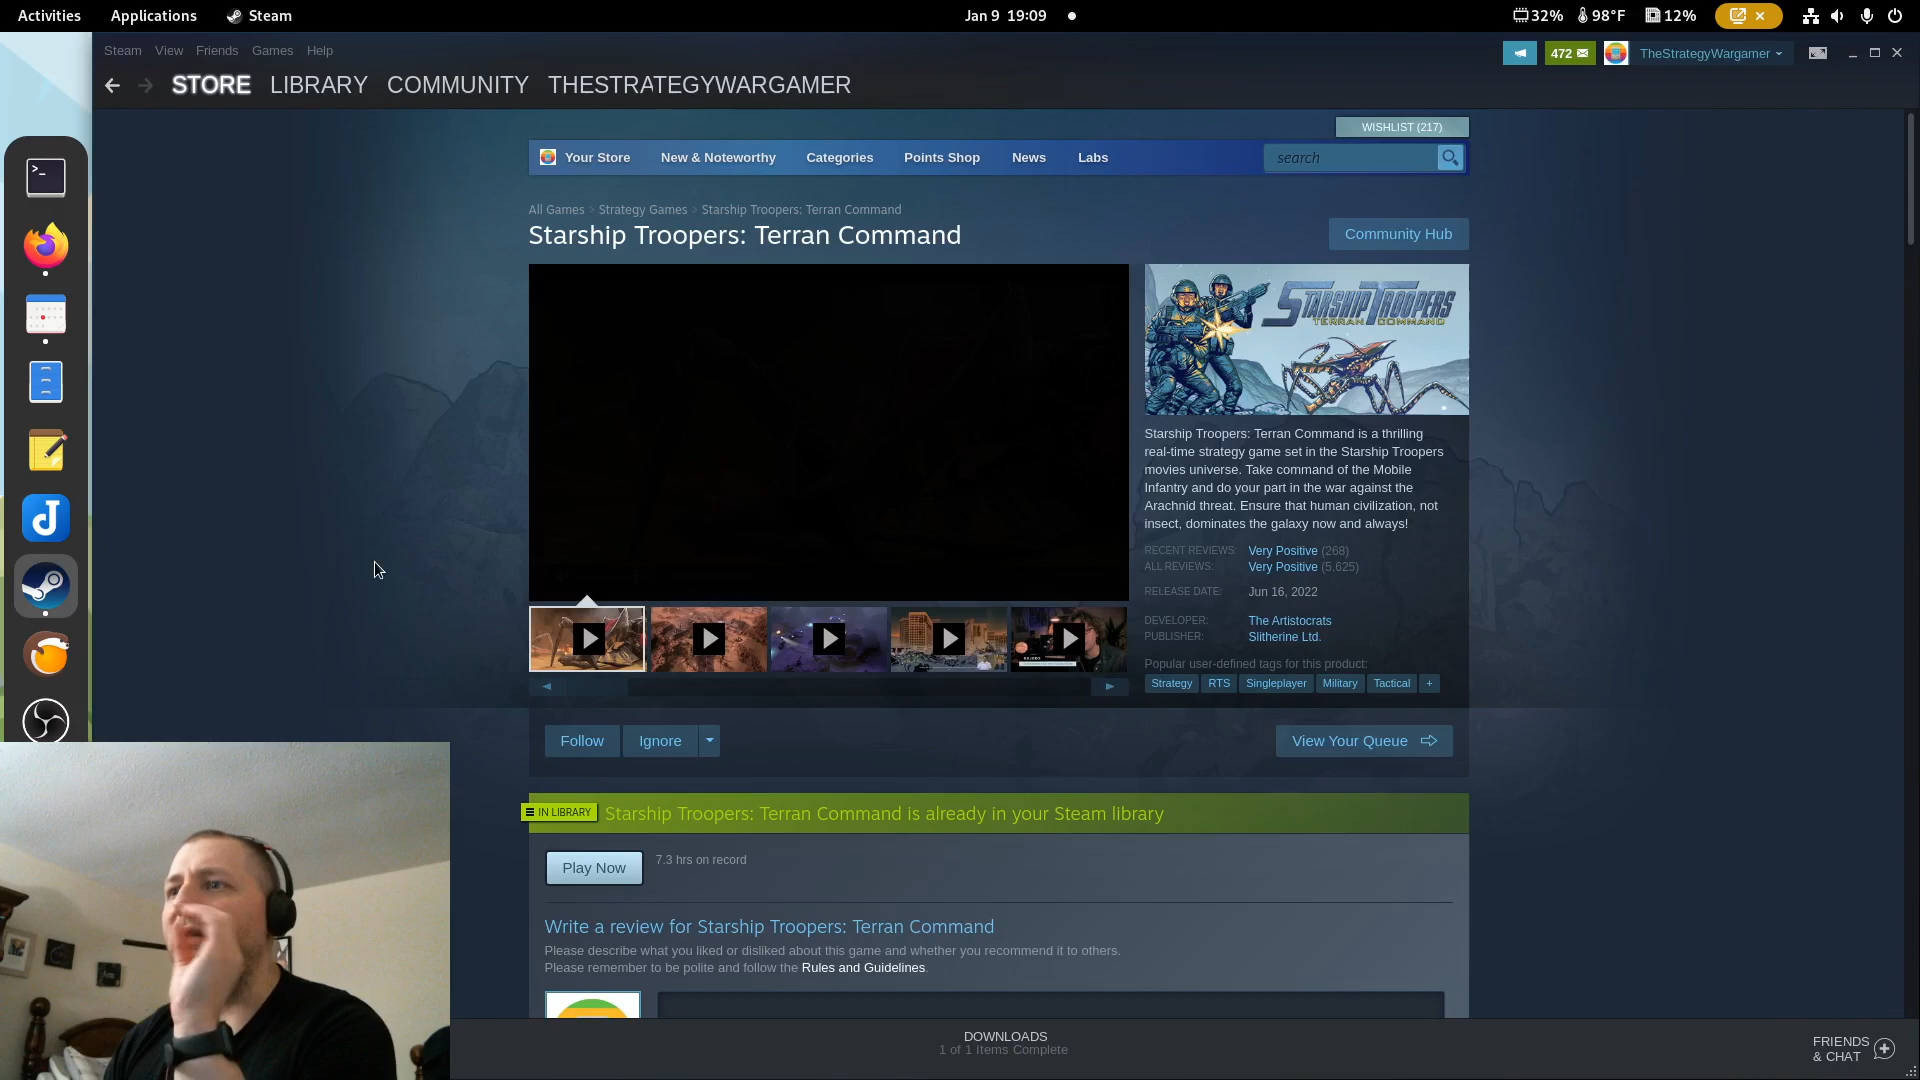 Activities Applications Steam Jan 9 19:09 32% 98°F 12%
Steam View Friends Games Help 472 TheStrategyWargamer
STORE LIBRARY COMMUNITY THESTRATEGYWARGAMER
WISHLIST (217)
Your Store New & Noteworthy Categories Points Shop News Labs search
All Games > Strategy Games > Starship Troopers: Terran Command
Starship Troopers: Terran Command
Community Hub
STARSHIP TROOPERS
TERRAN COMMAND
Starship Troopers: Terran Command is a thrilling
real-time strategy game set in the Starship Troopers
movies universe. Take command of the Mobile
Infantry and do your part in the war against the
Arachnid threat. Ensure that human civilization, not
insect, dominates the galaxy now and always!
RECENT REVIEWS: Very Positive (268)
ALL REVIEWS: Very Positive (5,625)
RELEASE DATE: Jun 16, 2022
DEVELOPER: The Artistocrats
PUBLISHER: Slitherine Ltd.
Popular user-defined tags for this product:
Strategy RTS Singleplayer Military Tactical +
Follow Ignore View Your Queue
IN LIBRARY Starship Troopers: Terran Command is already in your Steam library
Play Now 7.3 hrs on record
Write a review for Starship Troopers: Terran Command
Please describe what you liked or disliked about this game and whether you recommend it to others.
Please remember to be polite and follow the Rules and Guidelines.
DOWNLOADS
1 of 1 Items Complete
FRIENDS
& CHAT